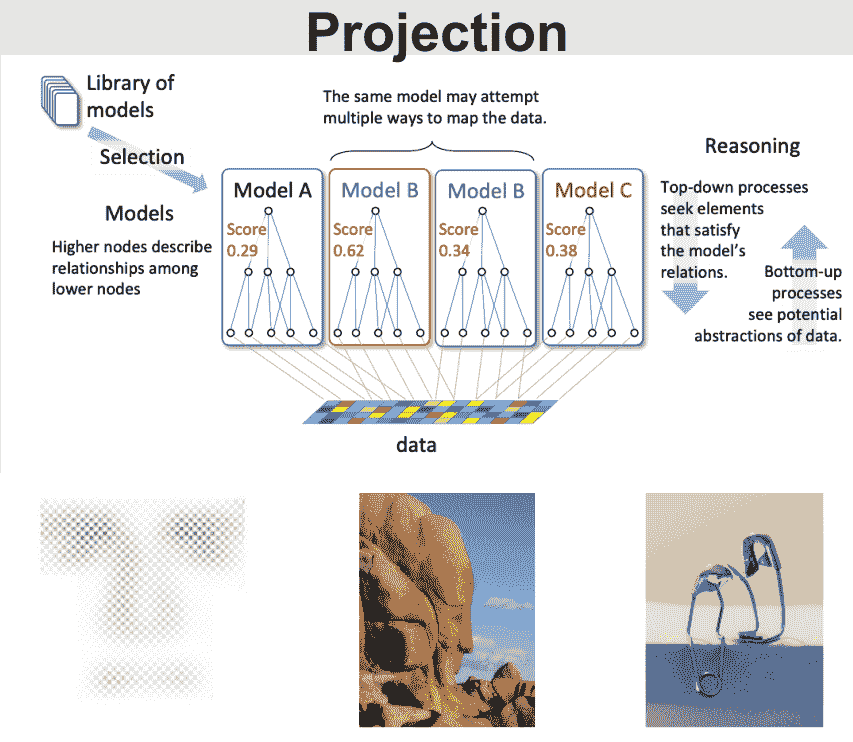 Projection
Library of
models
Selection
Models
Higher nodes describe
relationships among
lower nodes
The same model may attempt
multiple ways to map the data.
Model A
Score
0.29
Model B
Score
0.62
Model B
Score
0.34
Model C
Score
0.38
Reasoning
Top-down processes
seek elements
that satisfy
the model's
relations.
Bottom-up
processes
see potential
abstractions of data.
data